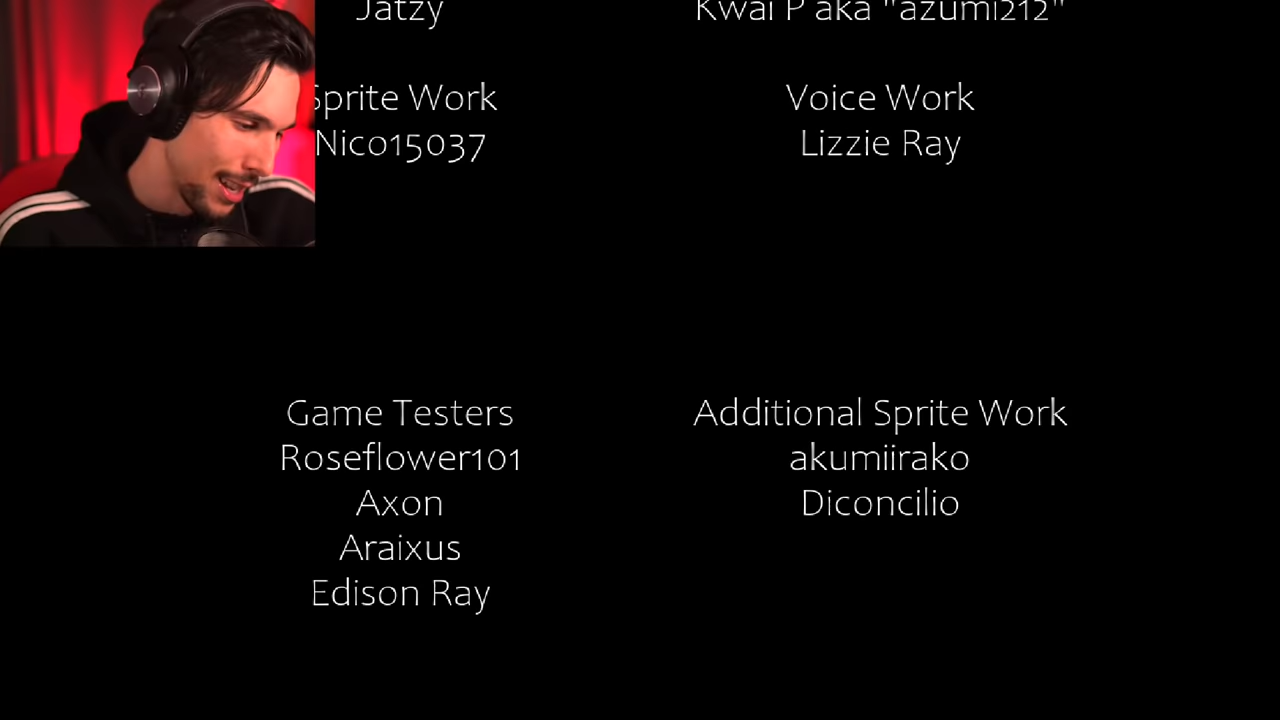 Jatzy
Kwai P aka "azumi212"
Sprite Work
Nico15037
Voice Work
Lizzie Ray
Game Testers
Roseflower101
Axon
Araixus
Edison Ray
Additional Sprite Work
akumiirako
Diconcilio